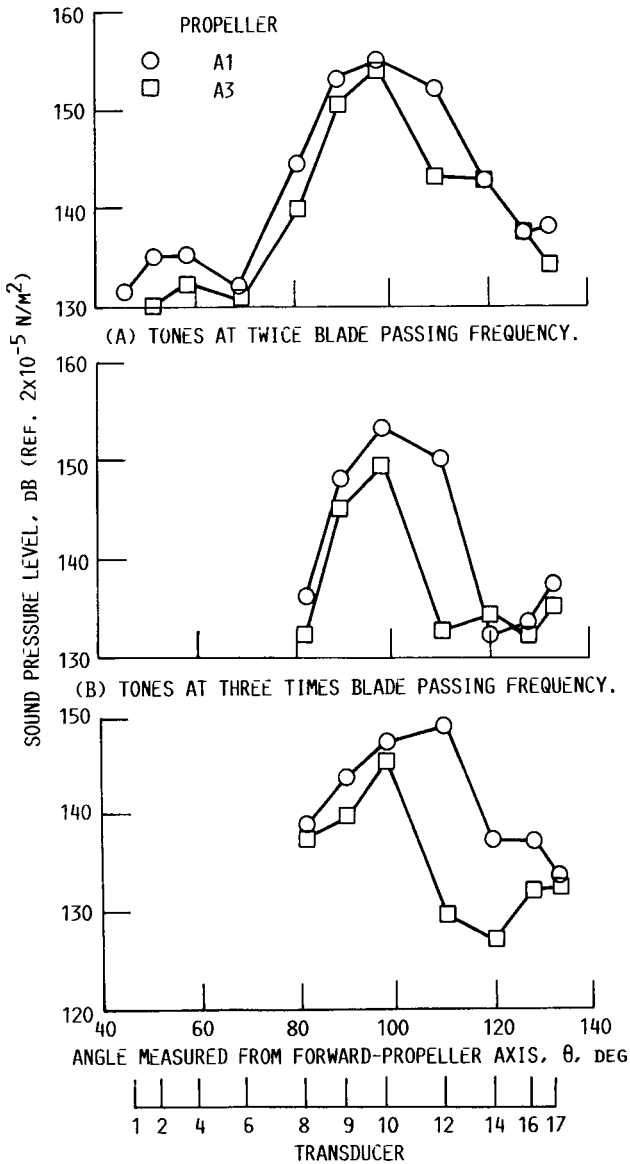 PROPELLER
A1
A3
160
150
140
130
(A) TONES AT TWICE BLADE PASSING FREQUENCY.
SOUND PRESSURE LEVEL, DB (REF. 2x10⁻⁵ N/M²)
160
150
140
130
(B) TONES AT THREE TIMES BLADE PASSING FREQUENCY.
150
140
130
120
40 60 80 100 120 140
ANGLE MEASURED FROM FORWARD-PROPELLER AXIS, θ, DEG
1 2 4 6 8 9 10 12 14 16 17
TRANSDUCER